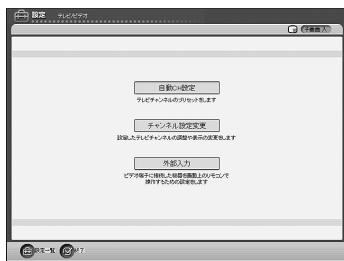 設定 テレビ/ビデオ
子画面入
自動CH設定
テレビチャンネルのプリセットをします
チャンネル設定変更
設定したテレビチャンネルの調整や表示の変更をします
外部入力
ビデオ端子に接続した機器を画面上のリモコンで
操作するための設定をします
設定一覧 終了